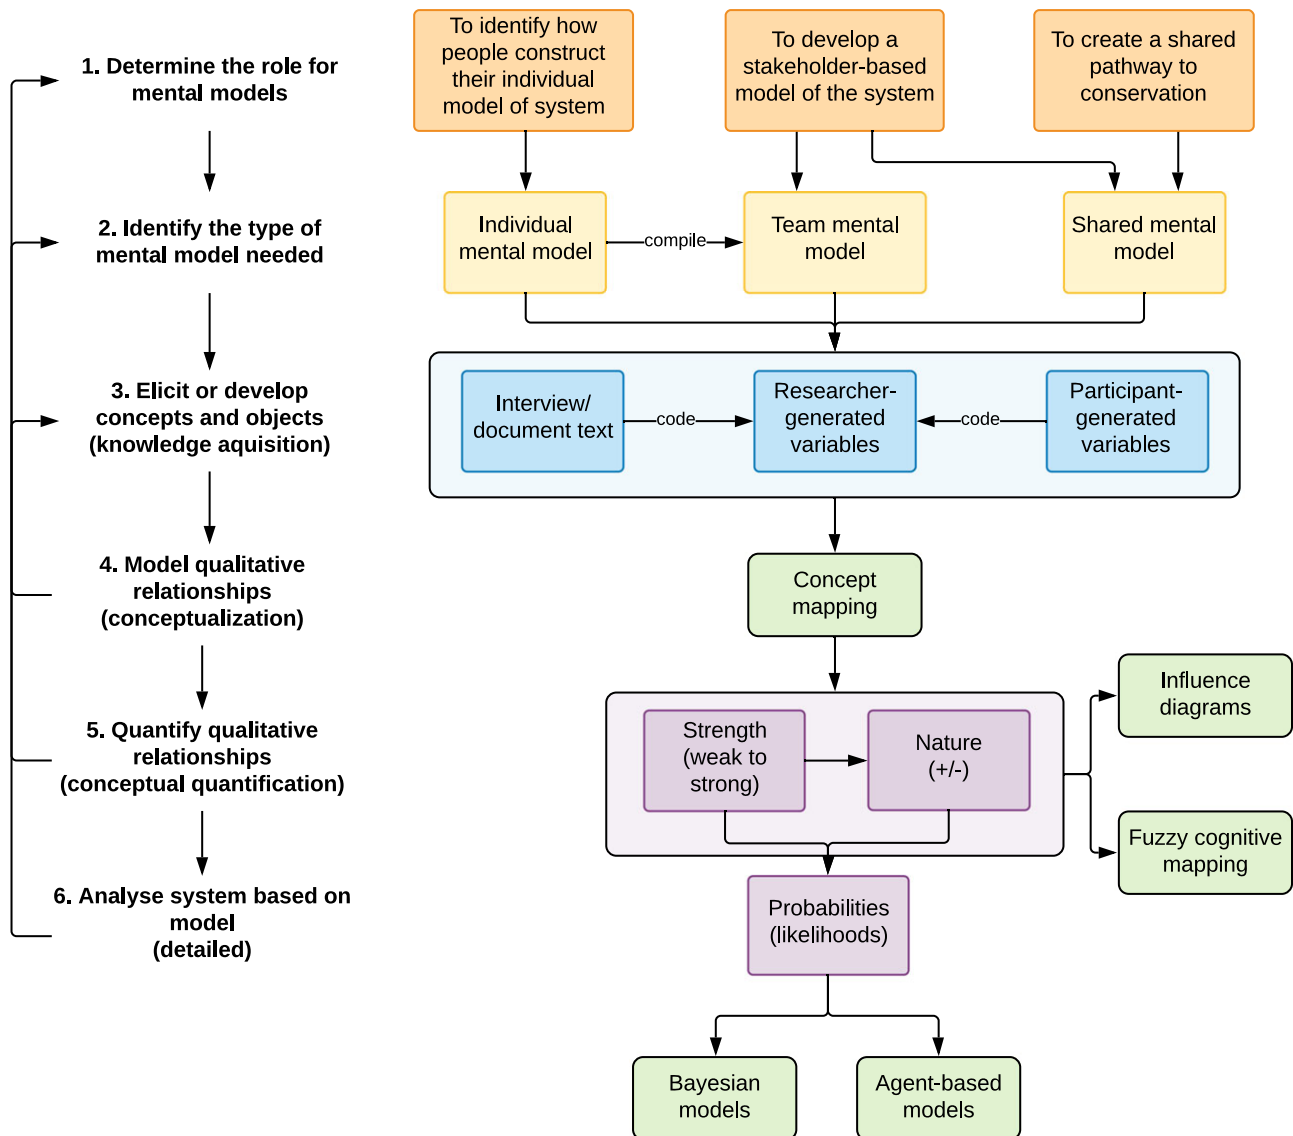 1. Determine the role for
mental models
2. Identify the type of
mental model needed
3. Elicit or develop
concepts and objects
(knowledge aquisition)
4. Model qualitative
relationships
(conceptualization)
5. Quantify qualitative
relationships
(conceptual quantification)
6. Analyse system based on
model
(detailed)
To identify how
people construct
their individual
model of system
To develop a
stakeholder-based
model of the system
To create a shared
pathway to
conservation
Individual
mental model
compile
Team mental
model
Shared mental
model
Interview/
document text
code
Researcher-
generated
variables
code
Participant-
generated
variables
Concept
mapping
Strength
(weak to
strong)
Nature
(+/-)
Influence
diagrams
Fuzzy cognitive
mapping
Probabilities
(likelihoods)
Bayesian
models
Agent-based
models